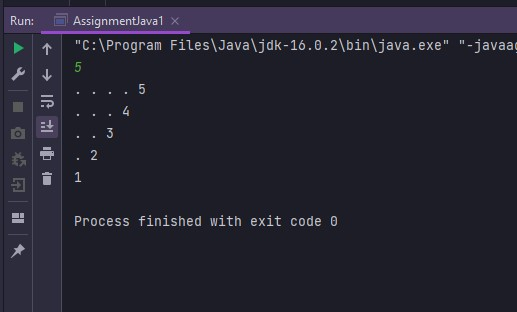 Run: AssignmentJava1
"C:\Program Files\Java\jdk-16.0.2\bin\java.exe" "-javaag
5
. . . . 5
. . . 4
. . 3
. 2
1
Process finished with exit code 0